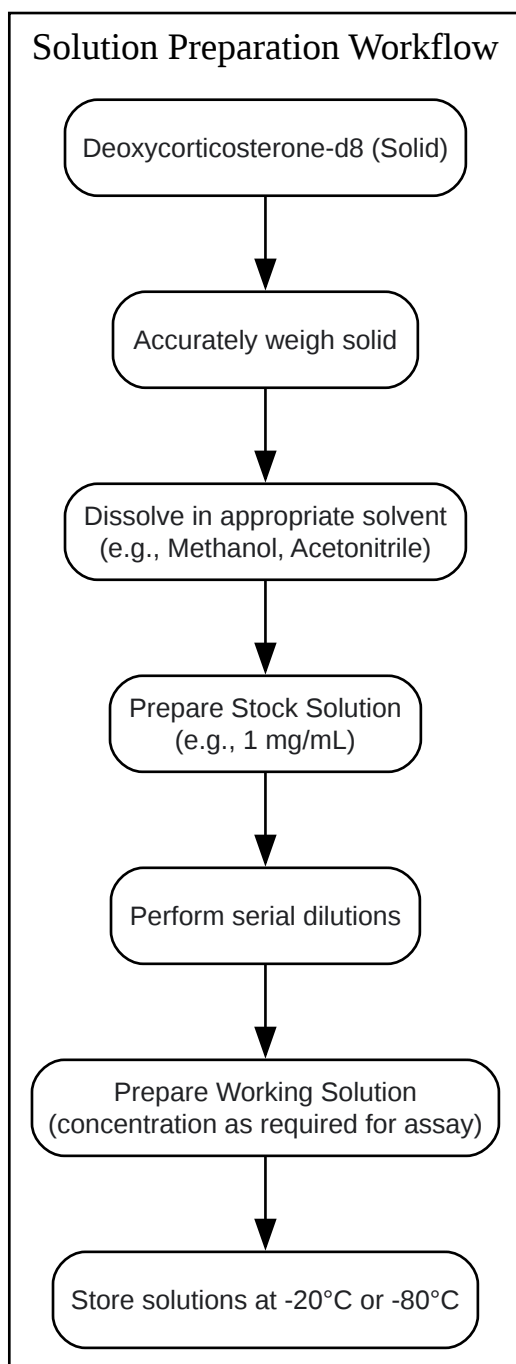 Solution Preparation Workflow
Deoxycorticosterone-d8 (Solid)
Accurately weigh solid
Dissolve in appropriate solvent
(e.g., Methanol, Acetonitrile)
Prepare Stock Solution
(e.g., 1 mg/mL)
Perform serial dilutions
Prepare Working Solution
(concentration as required for assay)
Store solutions at -20°C or -80°C